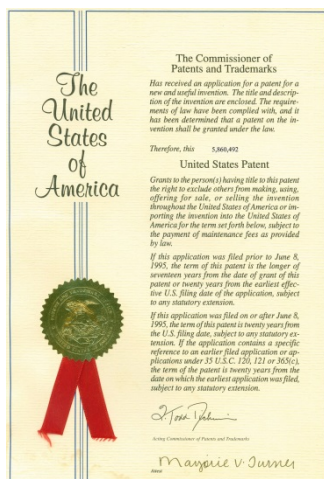 The
United
States
of
America
The Commissioner of
Patents and Trademarks
Has received an application for a patent for a
new and useful invention. The title and descrip-
tion of the invention are enclosed. The require-
ments of law have been complied with, and it
has been determined that a patent on the in-
vention shall be granted under the law.
Therefore, this 5,860,492
United States Patent
Grants to the person(s) having title to this patent
the right to exclude others from making, using,
offering for sale, or selling the invention
throughout the United States of America or im-
porting the invention into the United States of
America for the term set forth below, subject to
the payment of maintenance fees as provided
by law.
If this application was filed prior to June 8,
1995, the term of this patent is the longer of
seventeen years from the date of grant of this
patent or twenty years from the earliest effec-
tive U.S. filing date of the application, subject
to any statutory extension.
If this application was filed on or after June 8,
1995, the term of this patent is twenty years from
the U.S. filing date, subject to any statutory ex-
tension. If the application contains a specific
reference to an earlier filed application or ap-
plications under 35 U.S.C. 120, 121 or 365(c),
the term of the patent is twenty years from the
date on which the earliest application was filed,
subject to any statutory extension.
Acting Commissioner of Patents and Trademarks
Marjorie V. Turner
Attest